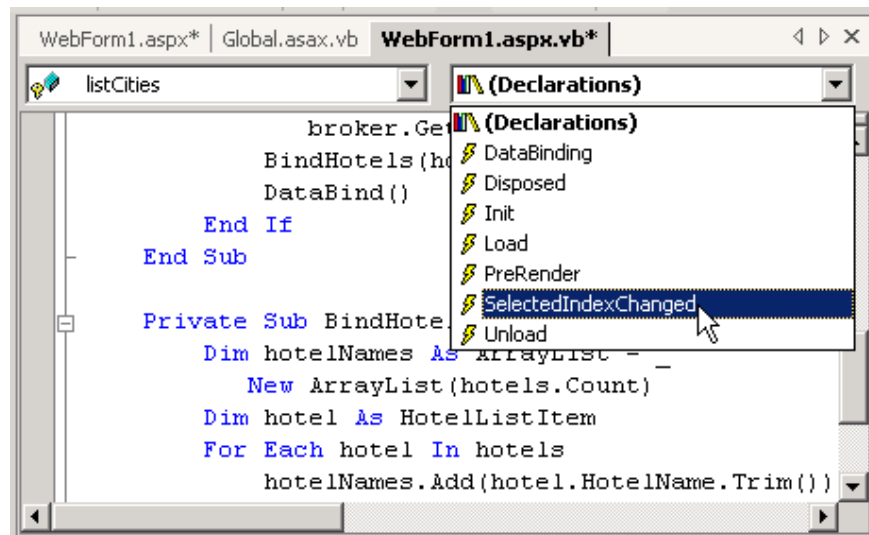 WebForm1.aspx* Global.asax.vb WebForm1.aspx.vb*
listCities (Declarations)
(Declarations)
DataBinding
Disposed
Init
Load
PreRender
SelectedIndexChanged
Unload
broker.Ge
BindHotels(ho
DataBind()
End If
End Sub
Private Sub BindHote
Dim hotelNames As ArrayList = _
New ArrayList(hotels.Count)
Dim hotel As HotelListItem
For Each hotel In hotels
hotelNames.Add(hotel.HotelName.Trim())